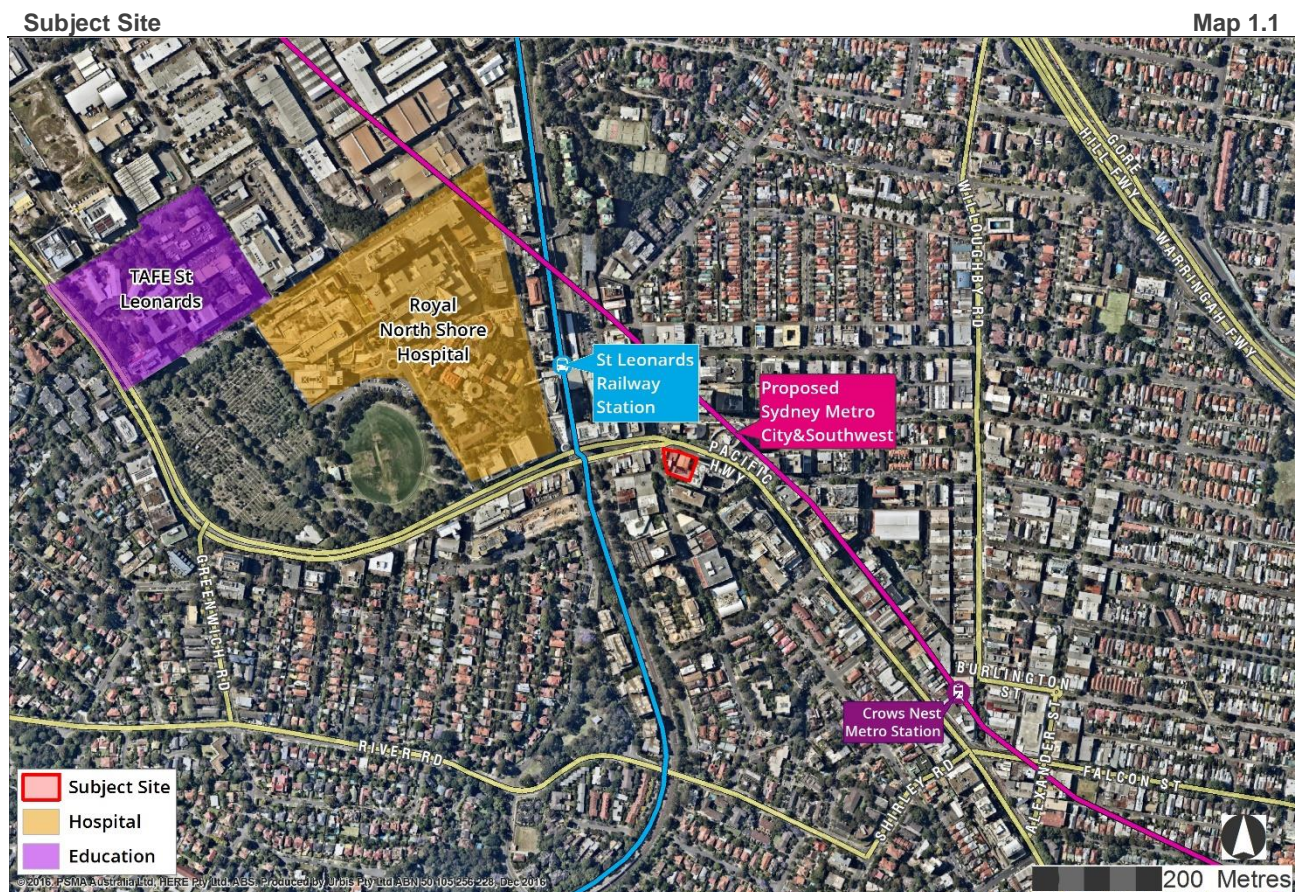 Subject Site
Map 1.1
GORE
HILL FWY
WARRINGAH FWY
WILLOUGHBY RD
TAFE St
Leonards
Royal
North Shore
Hospital
St Leonards
Railway
Station
Proposed
Sydney Metro
City&Southwest
PACIFIC
HWY
GREENWICH RD
BURLINGTON
ST
Crows Nest
Metro Station
RIVER RD
SHIRLEY RD
ALEXANDER ST
FALCON ST
Subject Site
Hospital
Education
© 2016. PSMA Australia Ltd, HERE Pty Ltd. ABS. Produced by Urbis Pty Ltd ABN 50 105 256 228, Dec 2016
200 Metres